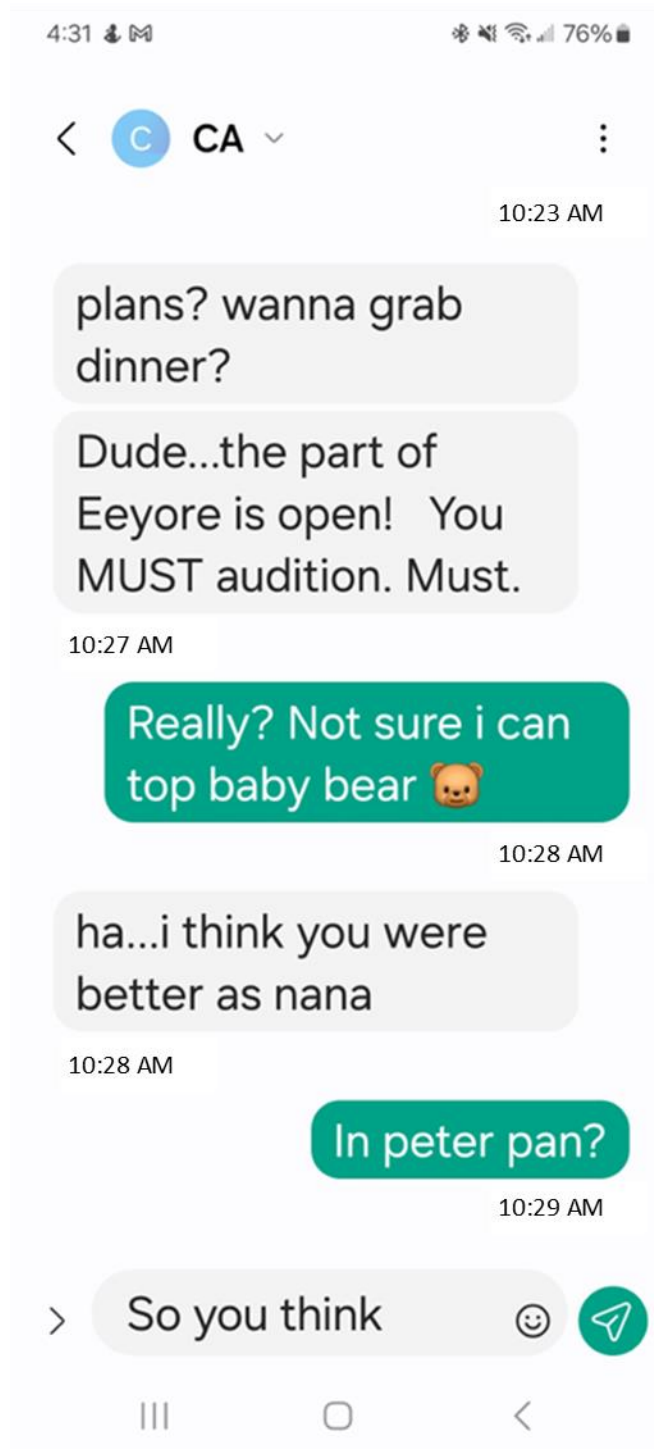 4:31 76%
C CA
10:23 AM
plans? wanna grab
dinner?
Dude...the part of
Eeyore is open!   You
MUST audition. Must.
10:27 AM
Really? Not sure i can
top baby bear 🐻
10:28 AM
ha...i think you were
better as nana
10:28 AM
In peter pan?
10:29 AM
So you think